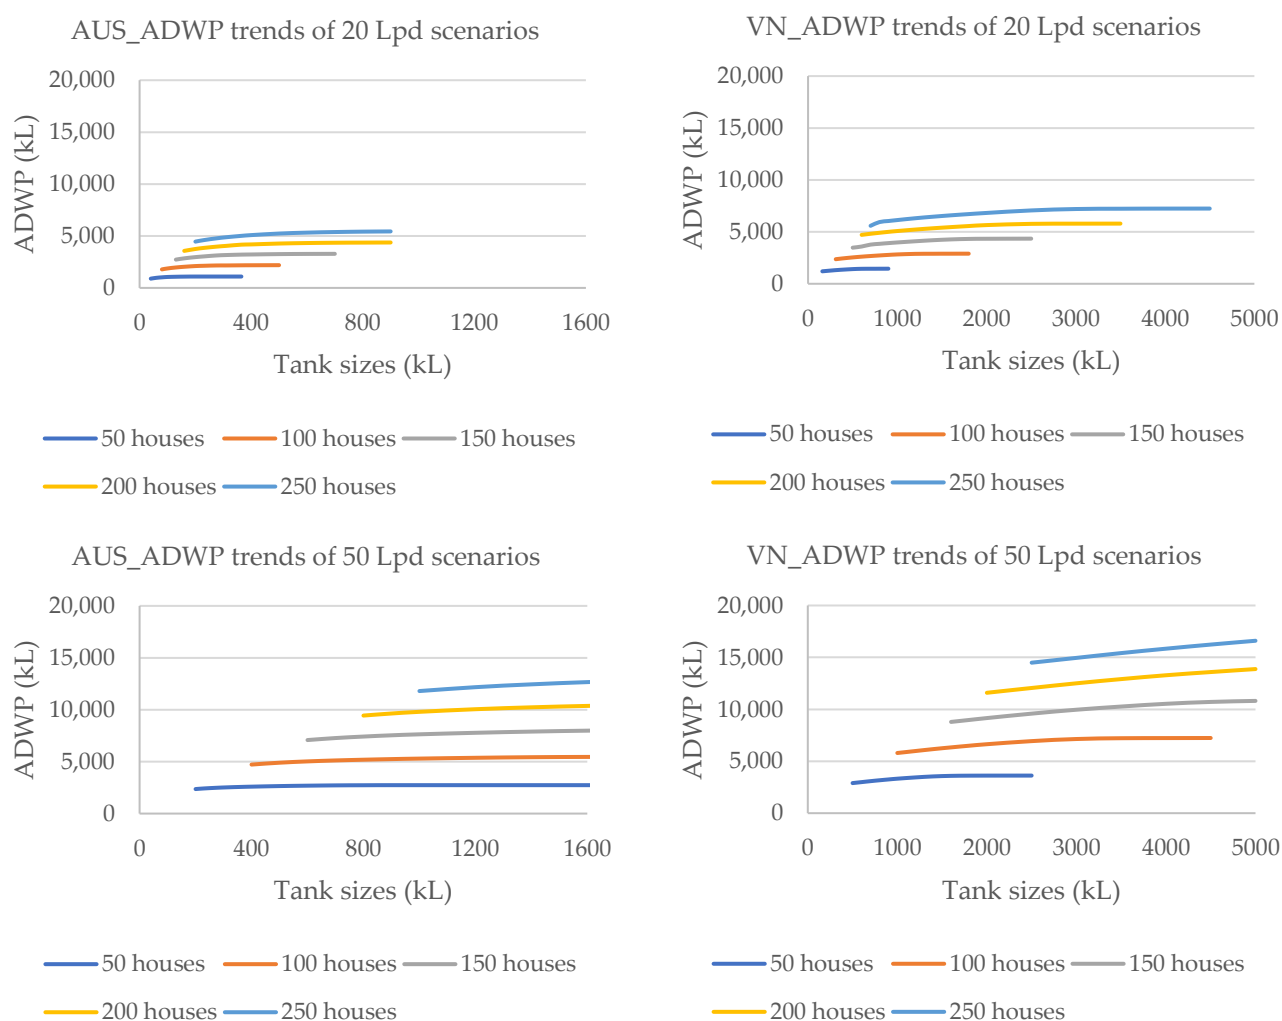 AUS_ADWP trends of 20 Lpd scenarios
20,000
15,000
10,000
5,000
0
ADWP (kL)
0 400 800 1200 1600
Tank sizes (kL)
50 houses 100 houses 150 houses
200 houses 250 houses
VN_ADWP trends of 20 Lpd scenarios
20,000
15,000
10,000
5,000
0
ADWP (kL)
0 1000 2000 3000 4000 5000
Tank sizes (kL)
50 houses 100 houses 150 houses
200 houses 250 houses
AUS_ADWP trends of 50 Lpd scenarios
20,000
15,000
10,000
5,000
0
ADWP (kL)
0 400 800 1200 1600
Tank sizes (kL)
50 houses 100 houses 150 houses
200 houses 250 houses
VN_ADWP trends of 50 Lpd scenarios
20,000
15,000
10,000
5,000
0
ADWP (kL)
0 1000 2000 3000 4000 5000
Tank sizes (kL)
50 houses 100 houses 150 houses
200 houses 250 houses